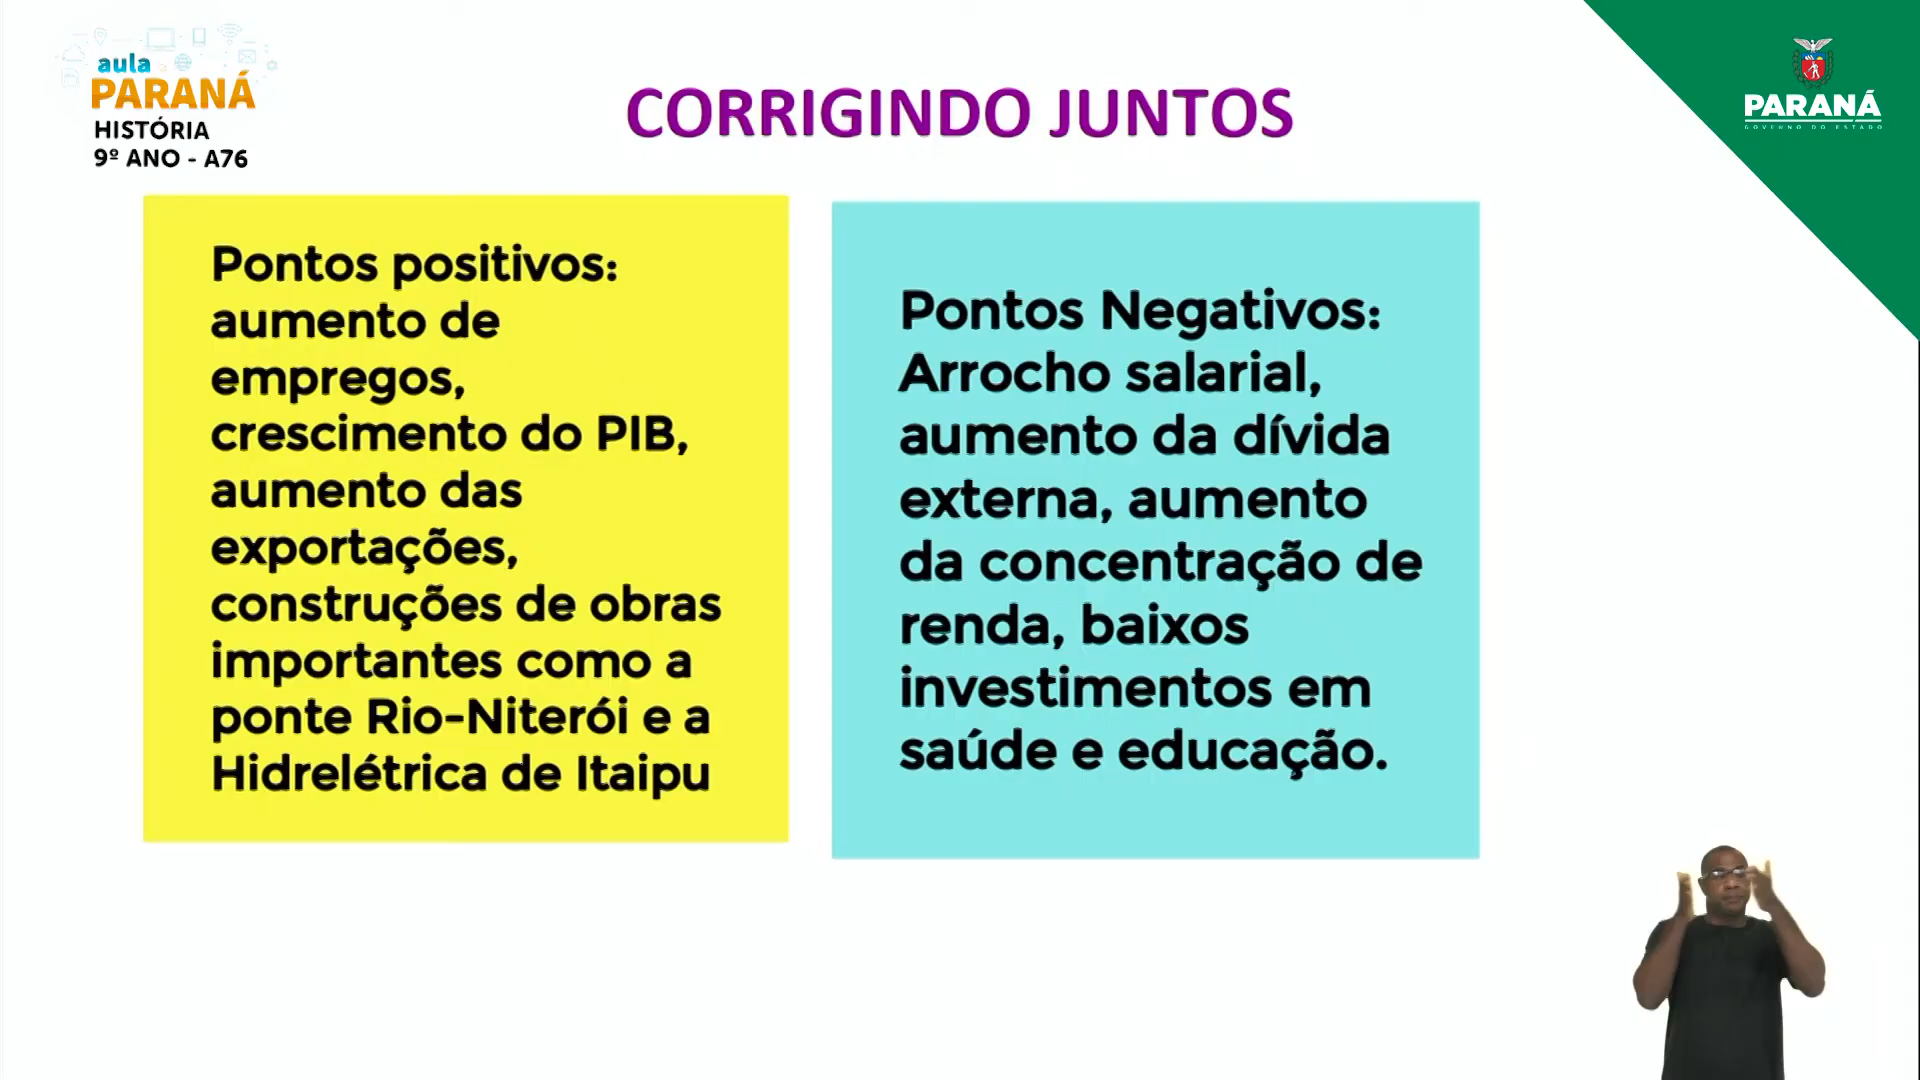 aula
PARANÁ
HISTÓRIA
9º ANO - A76
CORRIGINDO JUNTOS
PARANÁ
GOVERNO DO ESTADO
Pontos positivos:
aumento de
empregos,
crescimento do PIB,
aumento das
exportações,
construções de obras
importantes como a
ponte Rio-Niterói e a
Hidrelétrica de Itaipu
Pontos Negativos:
Arrocho salarial,
aumento da dívida
externa, aumento
da concentração de
renda, baixos
investimentos em
saúde e educação.